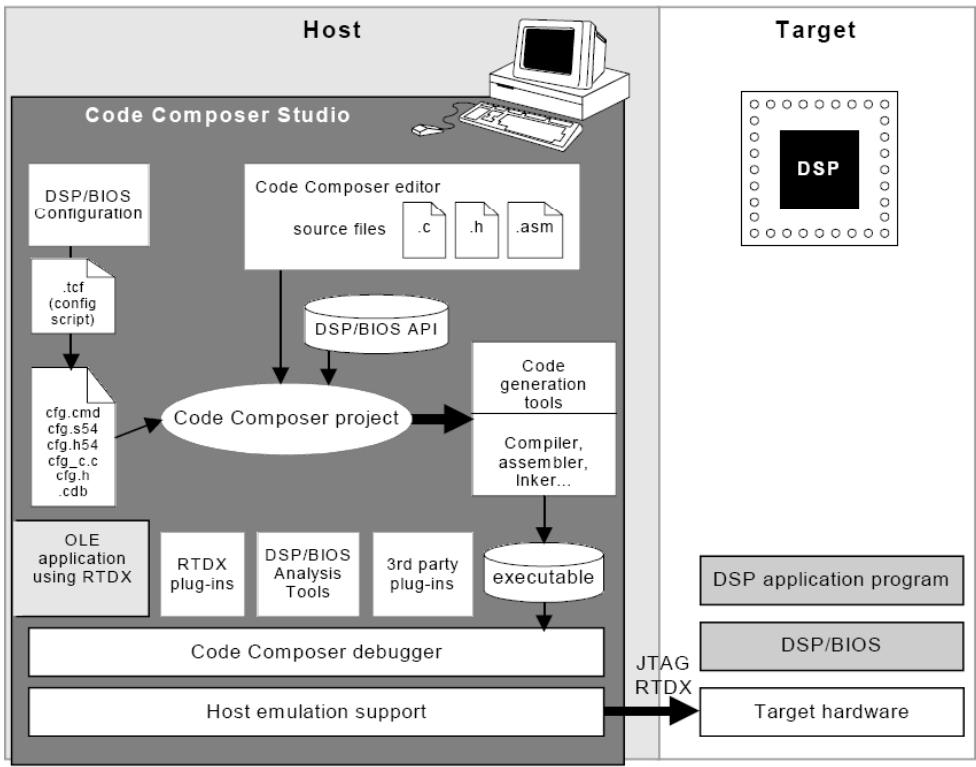 Host
Target
Code Composer Studio
DSP/BIOS
Configuration
Code Composer editor
source files
.c
.h
.asm
DSP
.tcf
(config
script)
DSP/BIOS API
Code
generation
tools
Compiler,
assembler,
lnker...
cfg.cmd
cfg.s54
cfg.h54
cfg_c.c
cfg.h
.cdb
Code Composer project
OLE
application
using RTDX
RTDX
plug-ins
DSP/BIOS
Analysis
Tools
3rd party
plug-ins
executable
DSP application program
Code Composer debugger
DSP/BIOS
JTAG
RTDX
Host emulation support
Target hardware